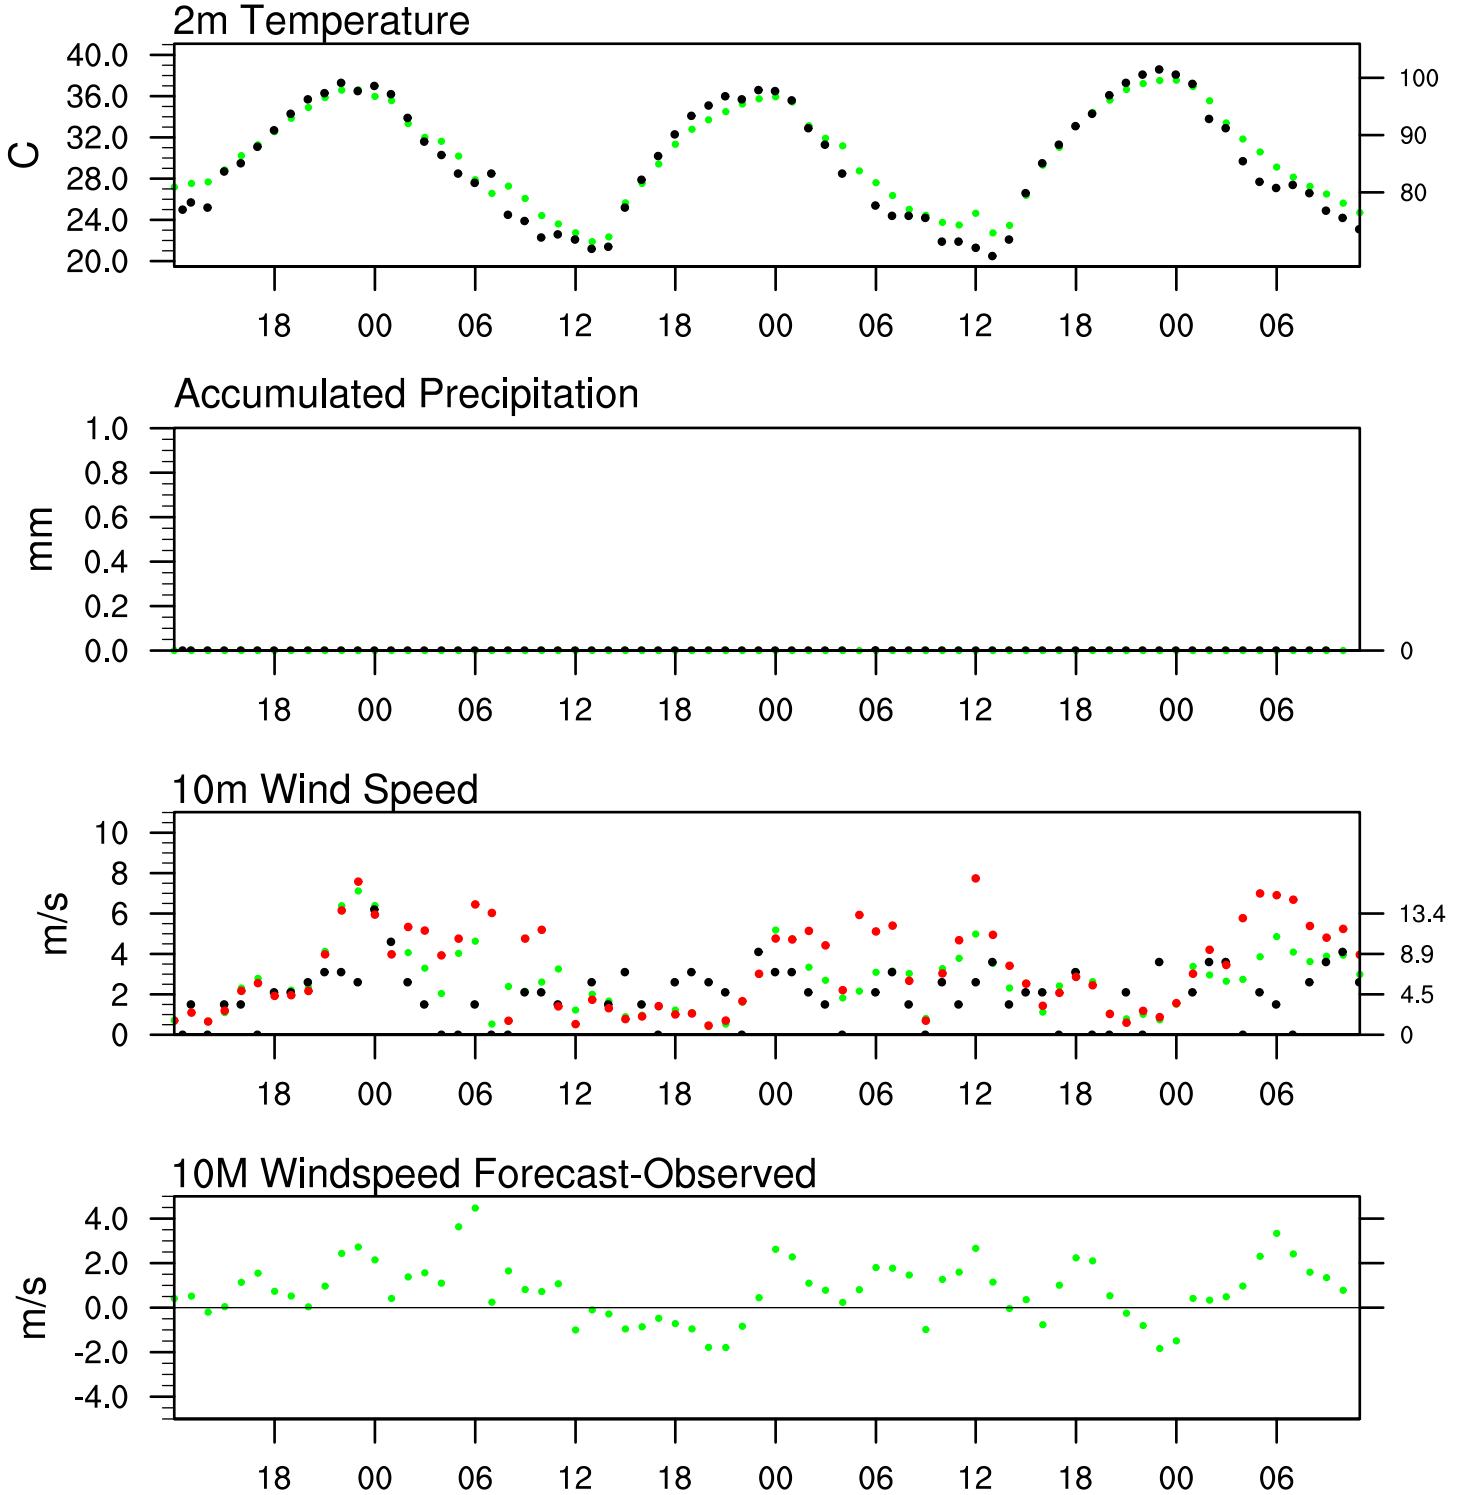 2m Temperature
C
40.0
36.0
32.0
28.0
24.0
20.0
100
90
80
18 00 06 12 18 00 06 12 18 00 06
Accumulated Precipitation
mm
1.0
0.8
0.6
0.4
0.2
0.0
0
18 00 06 12 18 00 06 12 18 00 06
10m Wind Speed
m/s
10
8
6
4
2
0
13.4
8.9
4.5
0
18 00 06 12 18 00 06 12 18 00 06
10M Windspeed Forecast-Observed
m/s
4.0
2.0
0.0
-2.0
-4.0
18 00 06 12 18 00 06 12 18 00 06